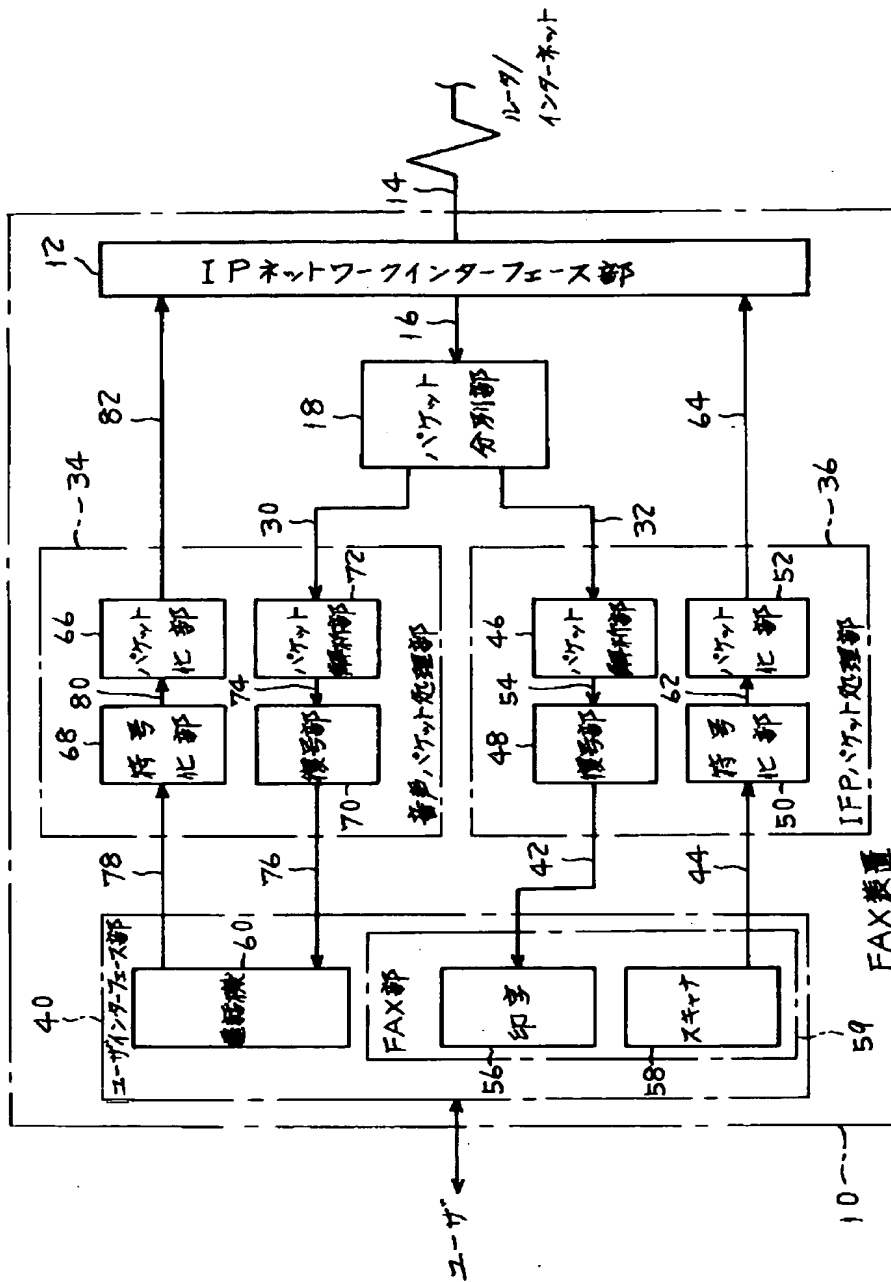 ルータ/
インターネット
14
12
IPネットワークインターフェース部
16
82
18
パケット
分別部
64
34
30
32
36
66
パケット
化部
72
パケット
解析部
46
パケット
解析部
52
パケット
化部
80
74
54
62
68
符号
化部
70
復号部
48
復号部
50
符号
化部
音声パケット処理部
IFPパケット処理部
78
76
42
44
40
ユーザインターフェース部
60
電話機
FAX部
56
印字
58
スキャナ
59
FAX装置
10
ユーザ